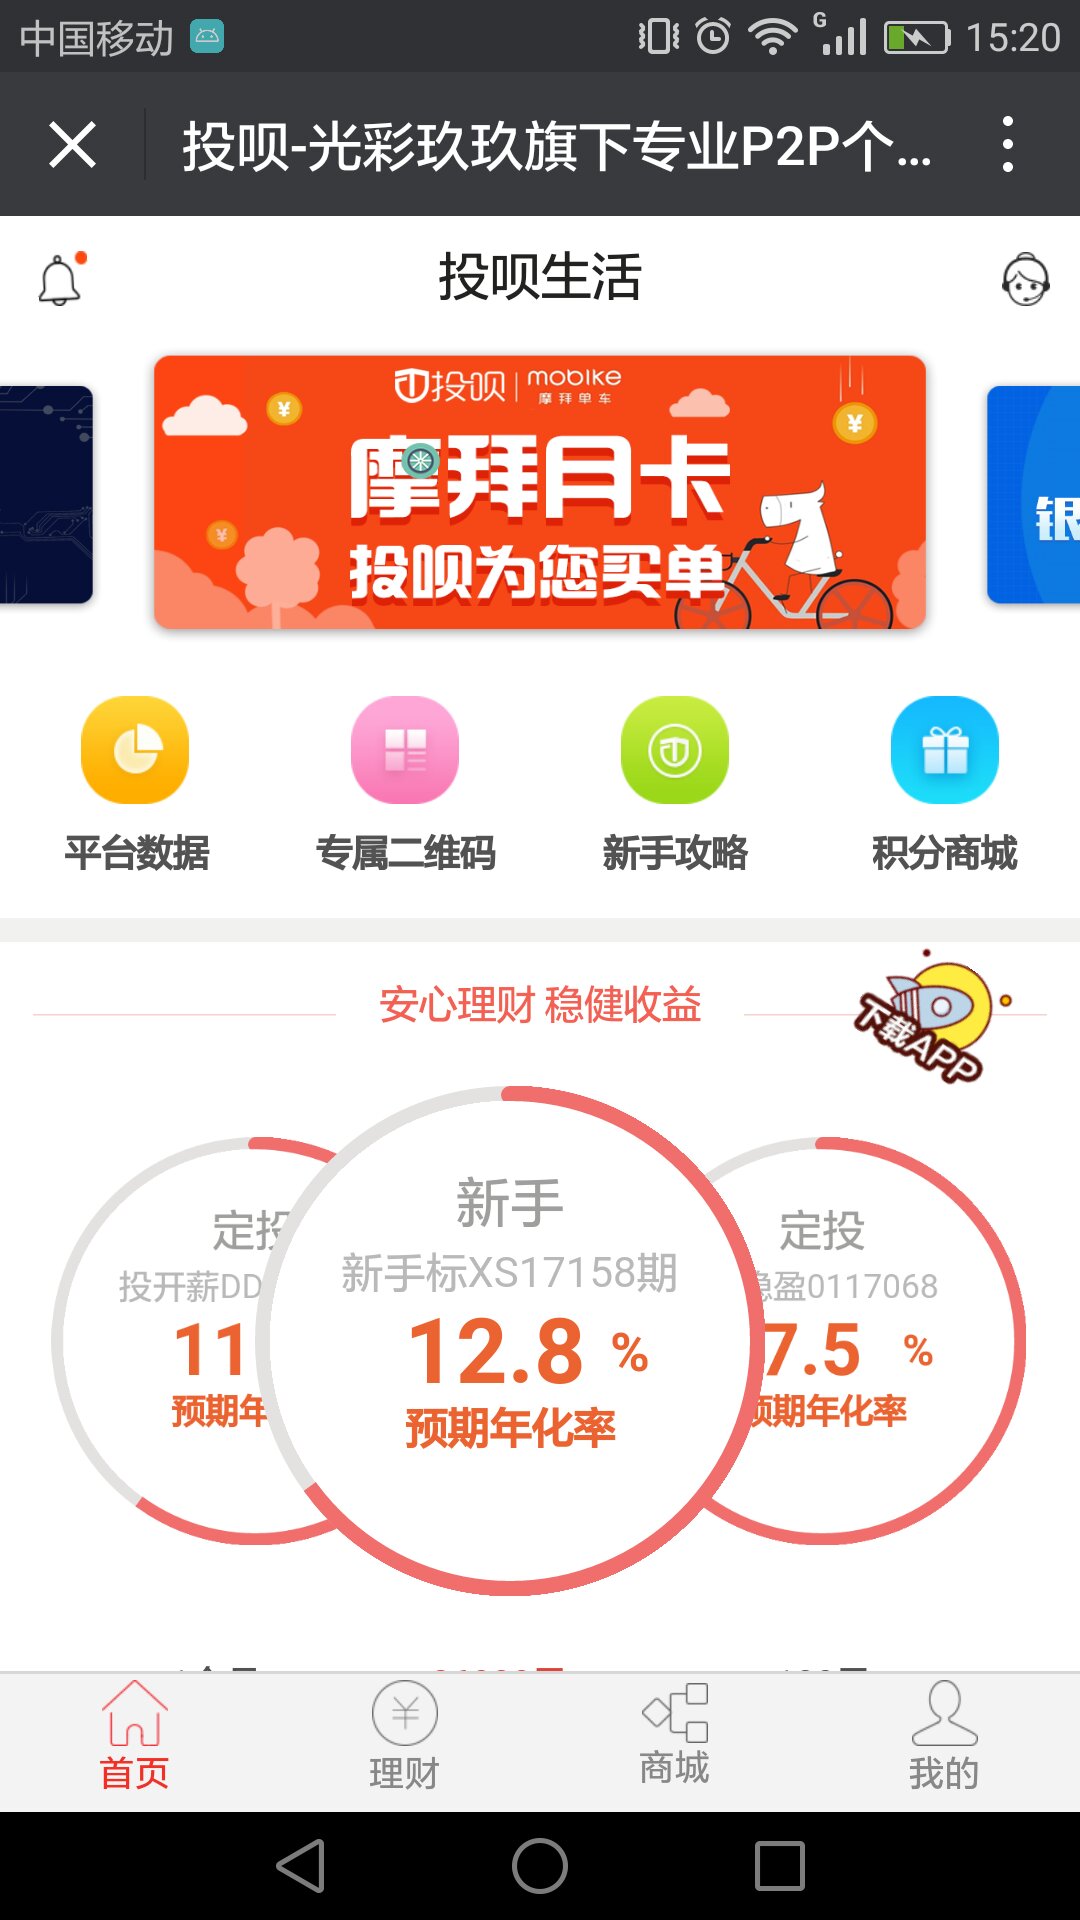 中国移动
G
15:20
投呗-光彩玖玖旗下专业P2P个...
投呗生活
投呗 | mobike 摩拜单车
摩拜月卡
投呗为您买单
银
平台数据
专属二维码
新手攻略
积分商城
安心理财 稳健收益
下载APP
定投
投开薪DD
11
预期年
新手
新手标XS17158期
12.8 %
预期年化率
定投
稳盈0117068
7.5 %
预期年化率
首页
理财
商城
我的